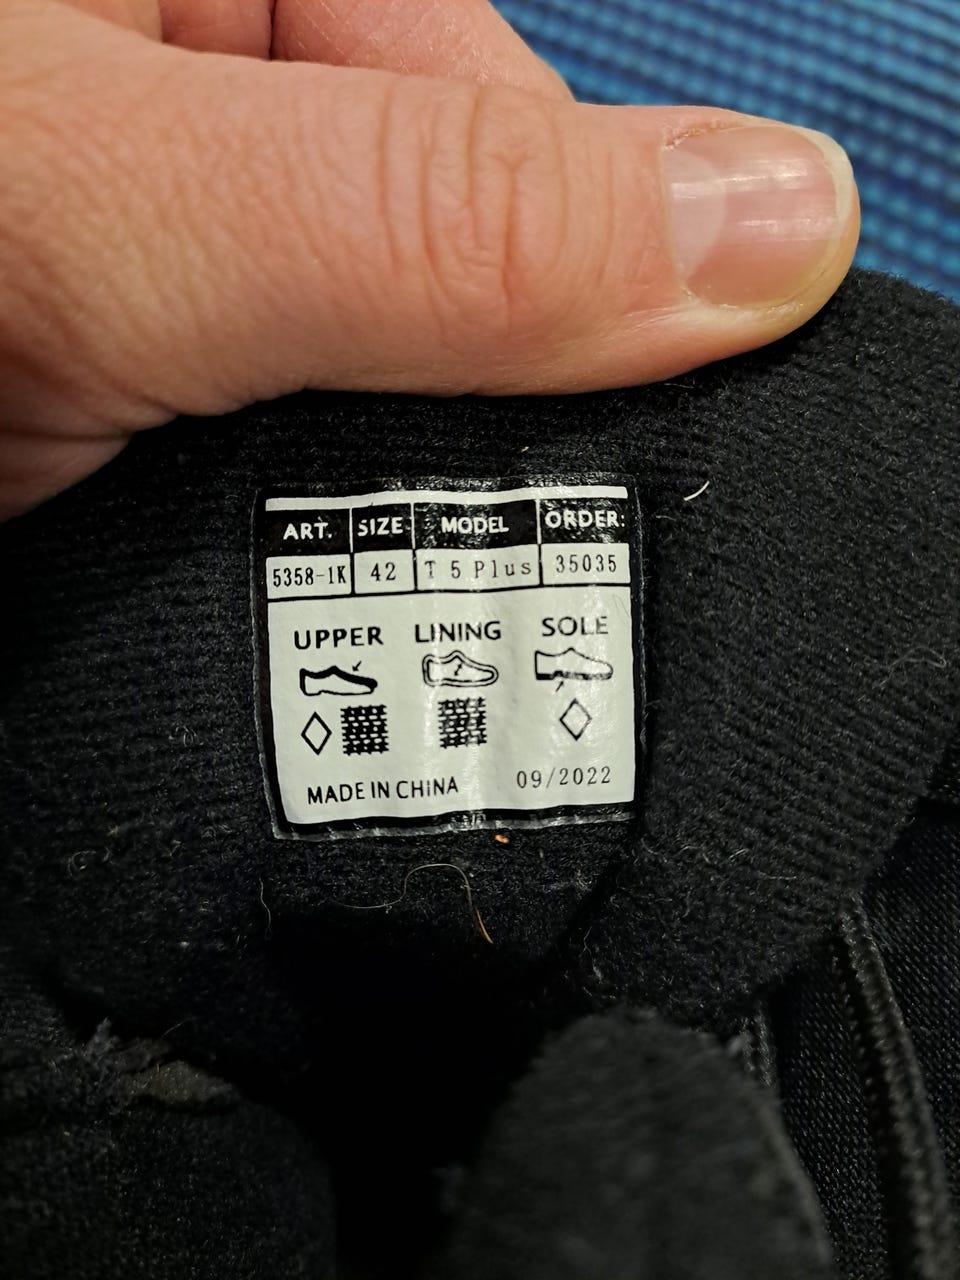 ART. SIZE MODEL ORDER:
5358-1K 42 T 5 Plus 35035
UPPER LINING SOLE
MADE IN CHINA 09/2022